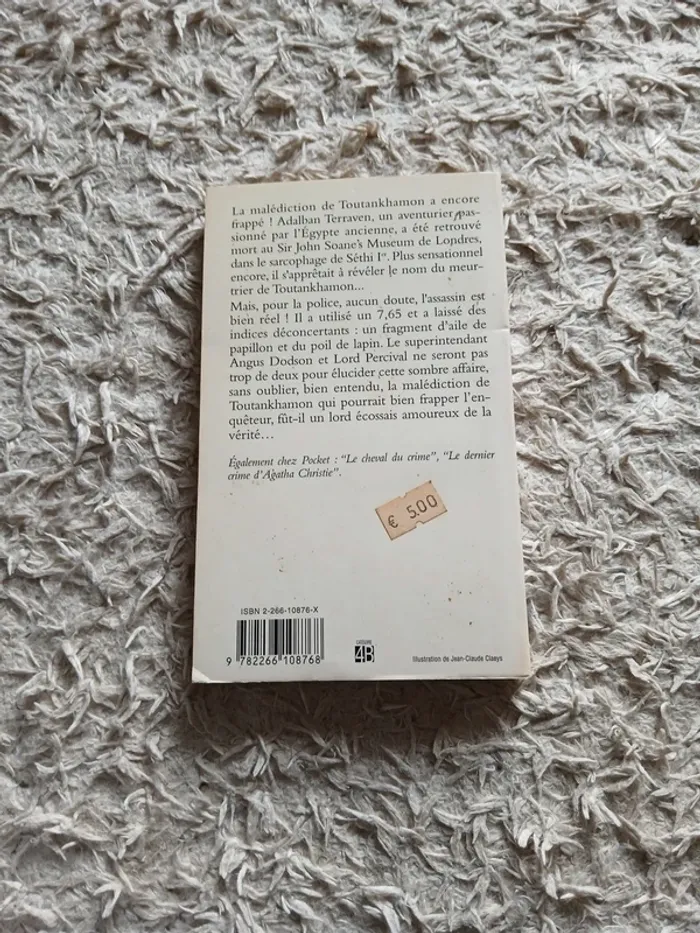 La malédiction de Toutankhamon a encore
frappé ! Adalban Terraven, un aventurier pas-
sionné par l'Égypte ancienne, a été retrouvé
mort au Sir John Soane's Museum de Londres,
dans le sarcophage de Séthi Ier. Plus sensationnel
encore, il s'apprêtait à révéler le nom du meur-
trier de Toutankhamon...
Mais, pour la police, aucun doute, l'assassin est
bien réel ! Il a utilisé un 7,65 et a laissé des
indices déconcertants : un fragment d'aile de
papillon et du poil de lapin. Le superintendant
Angus Dodson et Lord Percival ne seront pas
trop de deux pour élucider cette sombre affaire,
sans oublier, bien entendu, la malédiction de
Toutankhamon qui pourrait bien frapper l'en-
quêteur, fût-il un lord écossais amoureux de la
vérité...
Également chez Pocket : "Le cheval du crime", "Le dernier
crime d'Agatha Christie".
€ 5.00
ISBN 2-266-10876-X
9 782266 108768
CATÉGORIE
4B
Illustration de Jean-Claude Claeys